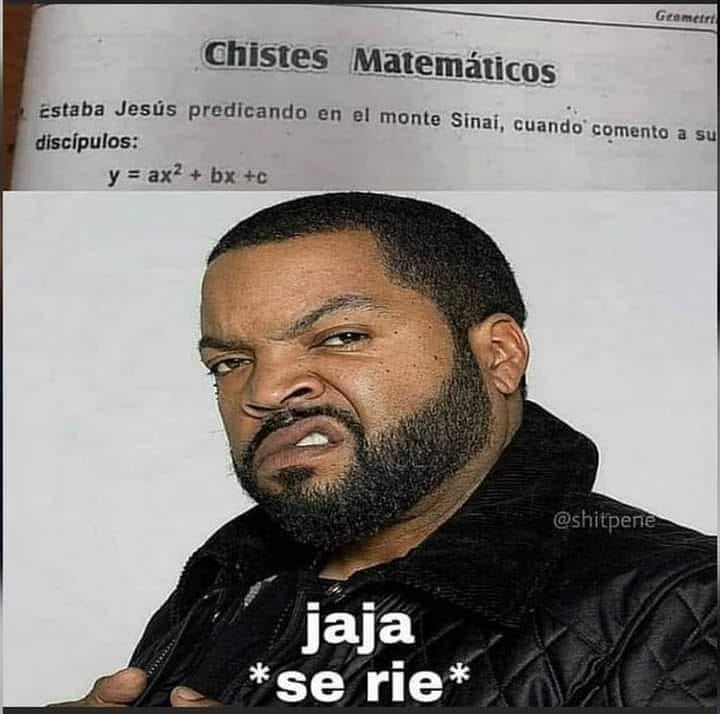 Geometrí
Chistes Matemáticos
Estaba Jesús predicando en el monte Sinaí, cuando comento a su
discípulos:
y = ax² + bx +c
@shitpene
jaja
*se rie*